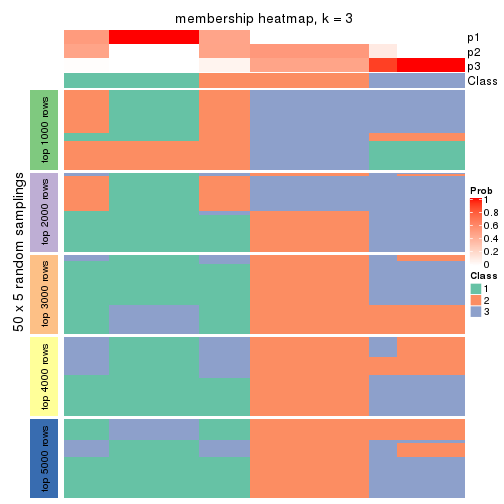 membership heatmap, k = 3
p1
p2
p3
Class
50 x 5 random samplings
top 1000 rows
top 2000 rows
top 3000 rows
top 4000 rows
top 5000 rows
Prob
1
0.8
0.6
0.4
0.2
0
Class
1
2
3